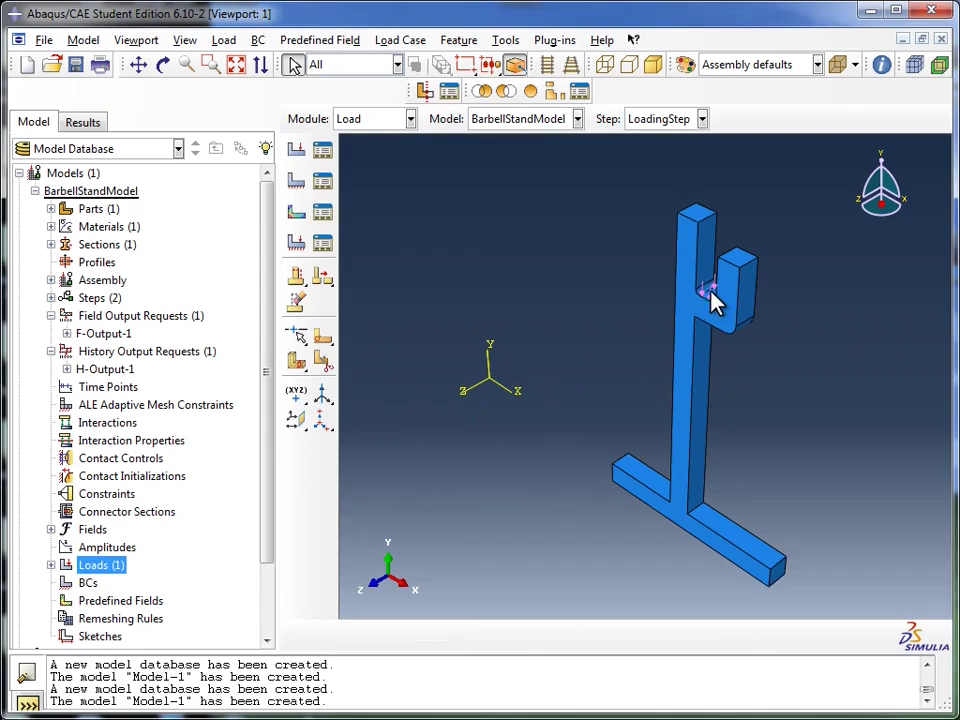 Abaqus/CAE Student Edition 6.10-2 [Viewport: 1]
File Model Viewport View Load BC Predefined Field Load Case Feature Tools Plug-ins Help
All Assembly defaults
Model Results Module: Load Model: BarbellStandModel Step: LoadingStep
Model Database
Models (1)
BarbellStandModel
Parts (1)
Materials (1)
Sections (1)
Profiles
Assembly
Steps (2)
Field Output Requests (1)
F-Output-1
History Output Requests (1)
H-Output-1
Time Points
ALE Adaptive Mesh Constraints
Interactions
Interaction Properties
Contact Controls
Contact Initializations
Constraints
Connector Sections
Fields
Amplitudes
Loads (1)
BCs
Predefined Fields
Remeshing Rules
Sketches
(XYZ)
Y
Z X
Y
Z X
Y
Z X
SIMULIA
A new model database has been created.
The model "Model-1" has been created.
A new model database has been created.
The model "Model-1" has been created.
>>>